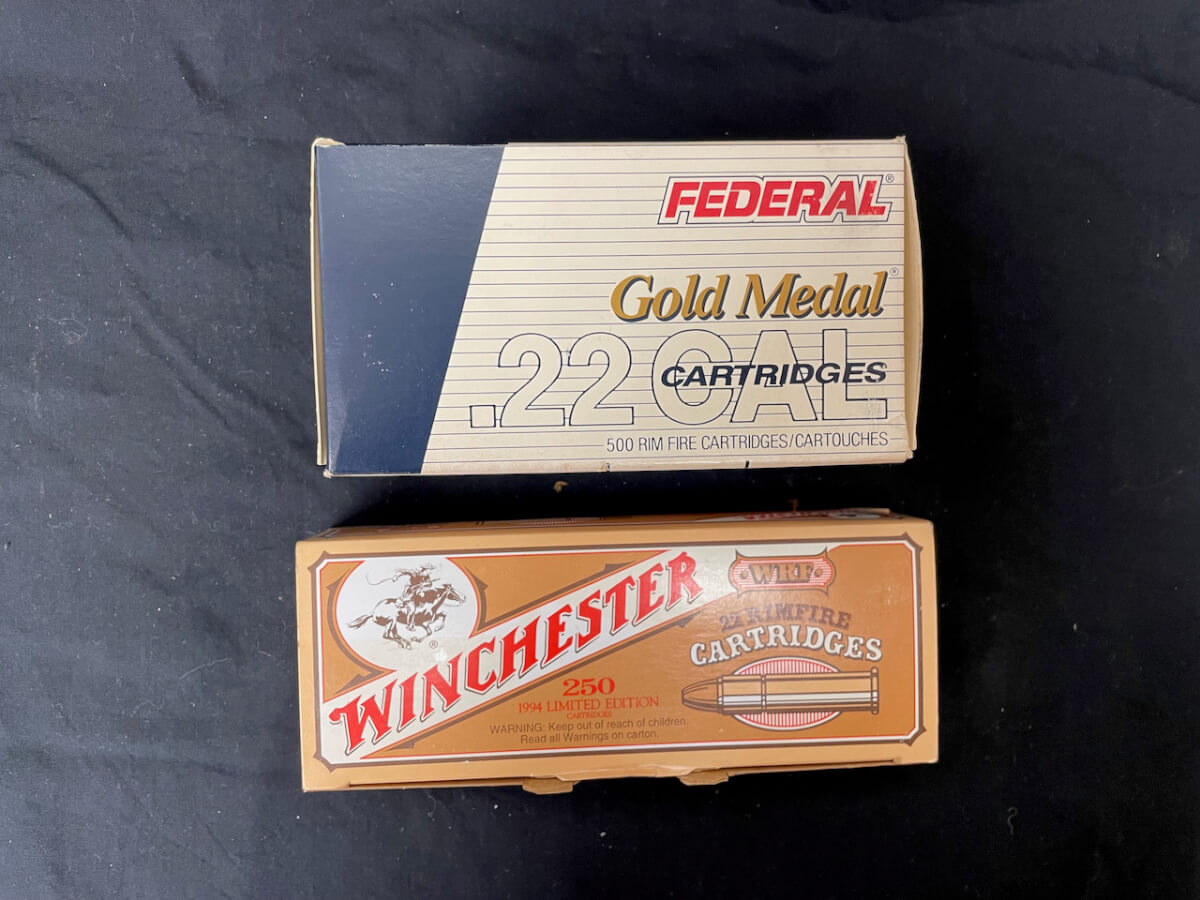 FEDERAL®
Gold Medal®
.22 CAL
CARTRIDGES
500 RIM FIRE CARTRIDGES/CARTOUCHES
WINCHESTER
®
WRF
22 RIMFIRE
CARTRIDGES
250
1994 LIMITED EDITION
CARTRIDGES
WARNING: Keep out of reach of children.
Read all Warnings on carton.